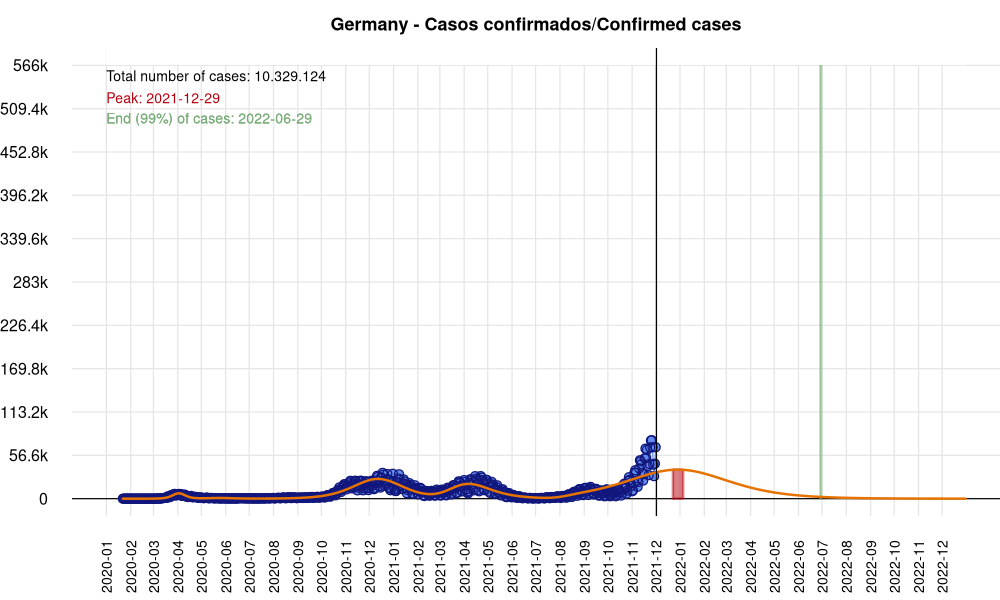 Germany - Casos confirmados/Confirmed cases
Total number of cases: 10.329.124
Peak: 2021-12-29
End (99%) of cases: 2022-06-29
566k
509.4k
452.8k
396.2k
339.6k
283k
226.4k
169.8k
113.2k
56.6k
0
2020-01
2020-02
2020-03
2020-04
2020-05
2020-06
2020-07
2020-08
2020-09
2020-10
2020-11
2020-12
2021-01
2021-02
2021-03
2021-04
2021-05
2021-06
2021-07
2021-08
2021-09
2021-10
2021-11
2021-12
2022-01
2022-02
2022-03
2022-04
2022-05
2022-06
2022-07
2022-08
2022-09
2022-10
2022-11
2022-12